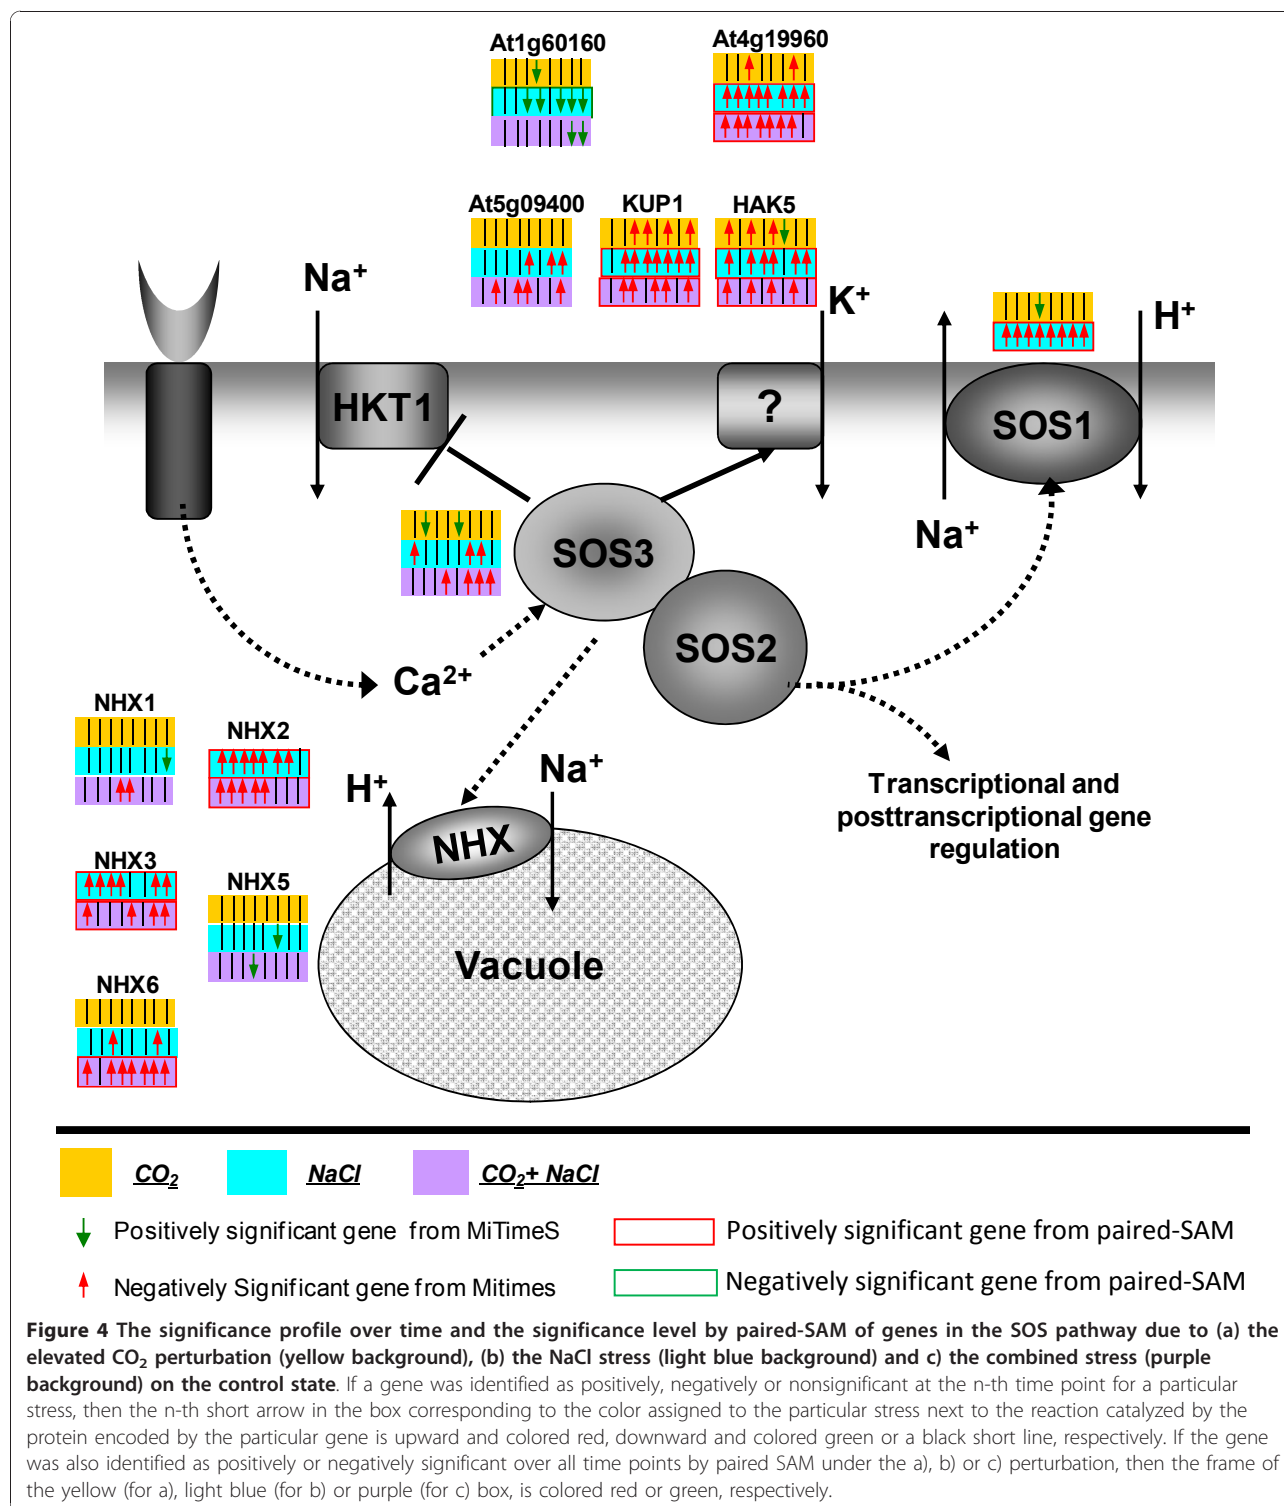 At1g60160
At4g19960
At5g09400
KUP1
HAK5
Na+
K+
H+
HKT1
?
SOS1
Na+
SOS3
SOS2
Ca2+
NHX1
NHX2
H+
Na+
Transcriptional and
posttranscriptional gene
regulation
NHX
NHX3
NHX5
Vacuole
NHX6
CO2
NaCl
CO2+ NaCl
Positively significant gene from MiTimeS
Positively significant gene from paired-SAM
Negatively Significant gene from Mitimes
Negatively significant gene from paired-SAM
Figure 4 The significance profile over time and the significance level by paired-SAM of genes in the SOS pathway due to (a) the
elevated CO2 perturbation (yellow background), (b) the NaCl stress (light blue background) and c) the combined stress (purple
background) on the control state. If a gene was identified as positively, negatively or nonsignificant at the n-th time point for a particular
stress, then the n-th short arrow in the box corresponding to the color assigned to the particular stress next to the reaction catalyzed by the
protein encoded by the particular gene is upward and colored red, downward and colored green or a black short line, respectively. If the gene
was also identified as positively or negatively significant over all time points by paired SAM under the a), b) or c) perturbation, then the frame of
the yellow (for a), light blue (for b) or purple (for c) box, is colored red or green, respectively.